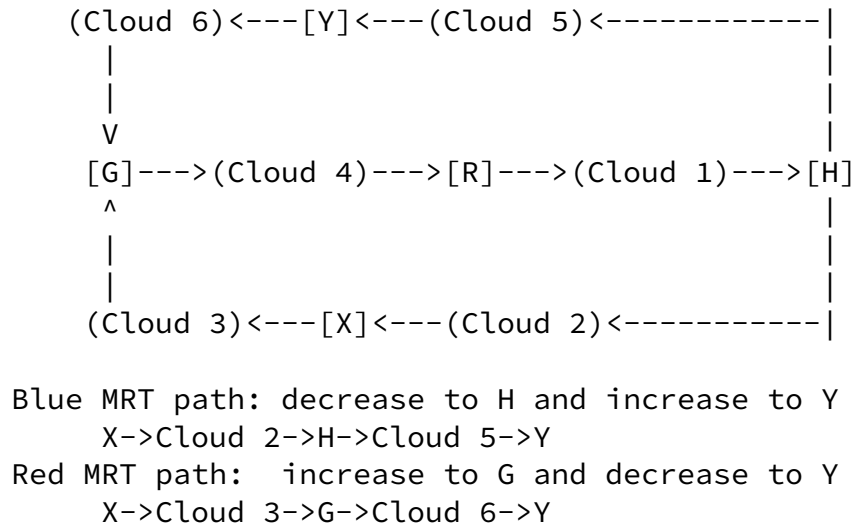 (Cloud 6)<---[Y]<---(Cloud 5)<------------|
|                                         |
|                                         |
V                                         |
[G]--->(Cloud 4)--->[R]--->(Cloud 1)--->[H]
^                                         |
|                                         |
|                                         |
(Cloud 3)<---[X]<---(Cloud 2)<-----------|
Blue MRT path: decrease to H and increase to Y
X->Cloud 2->H->Cloud 5->Y
Red MRT path:  increase to G and decrease to Y
X->Cloud 3->G->Cloud 6->Y